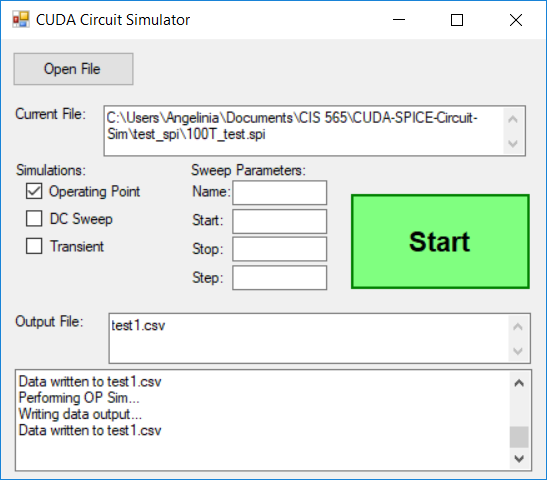 CUDA Circuit Simulator
Open File
Current File:
C:\Users\Angelinia\Documents\CIS 565\CUDA-SPICE-Circuit-
Sim\test_spi\100T_test.spi
Simulations:
Operating Point
DC Sweep
Transient
Sweep Parameters:
Name:
Start:
Stop:
Step:
Start
Output File:
test1.csv
Data written to test1.csv
Performing OP Sim...
Writing data output...
Data written to test1.csv